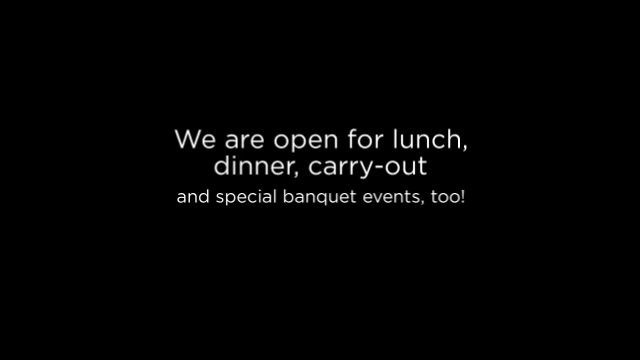 We are open for lunch,
dinner, carry-out
and special banquet events, too!